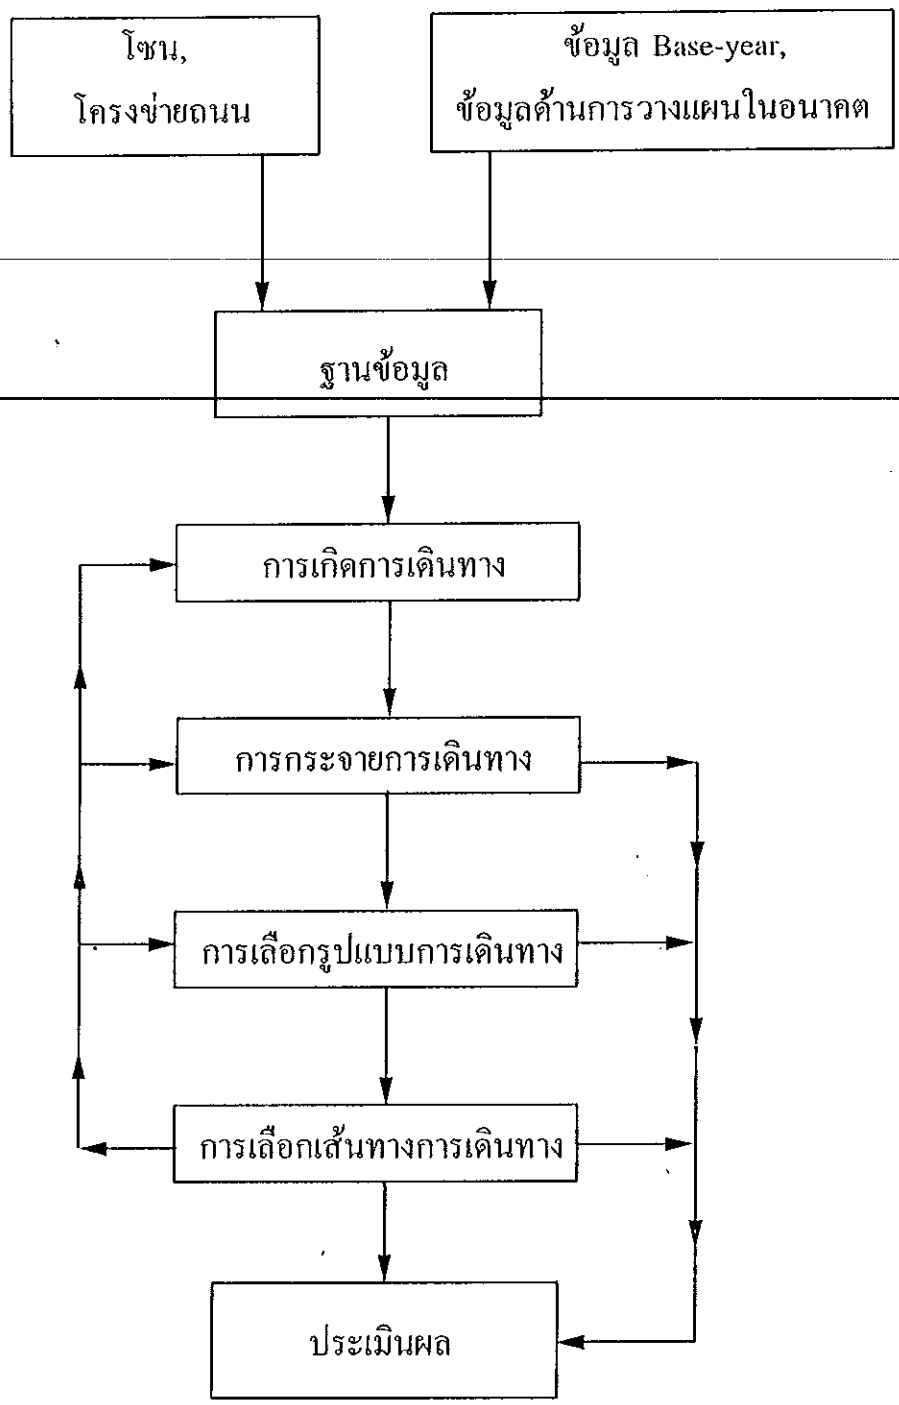 โซน,
โครงข่ายถนน
ข้อมูล Base-year,
ข้อมูลด้านการวางแผนในอนาคต
ฐานข้อมูล
การเกิดการเดินทาง
การกระจายการเดินทาง
การเลือกรูปแบบการเดินทาง
การเลือกเส้นทางการเดินทาง
ประเมินผล